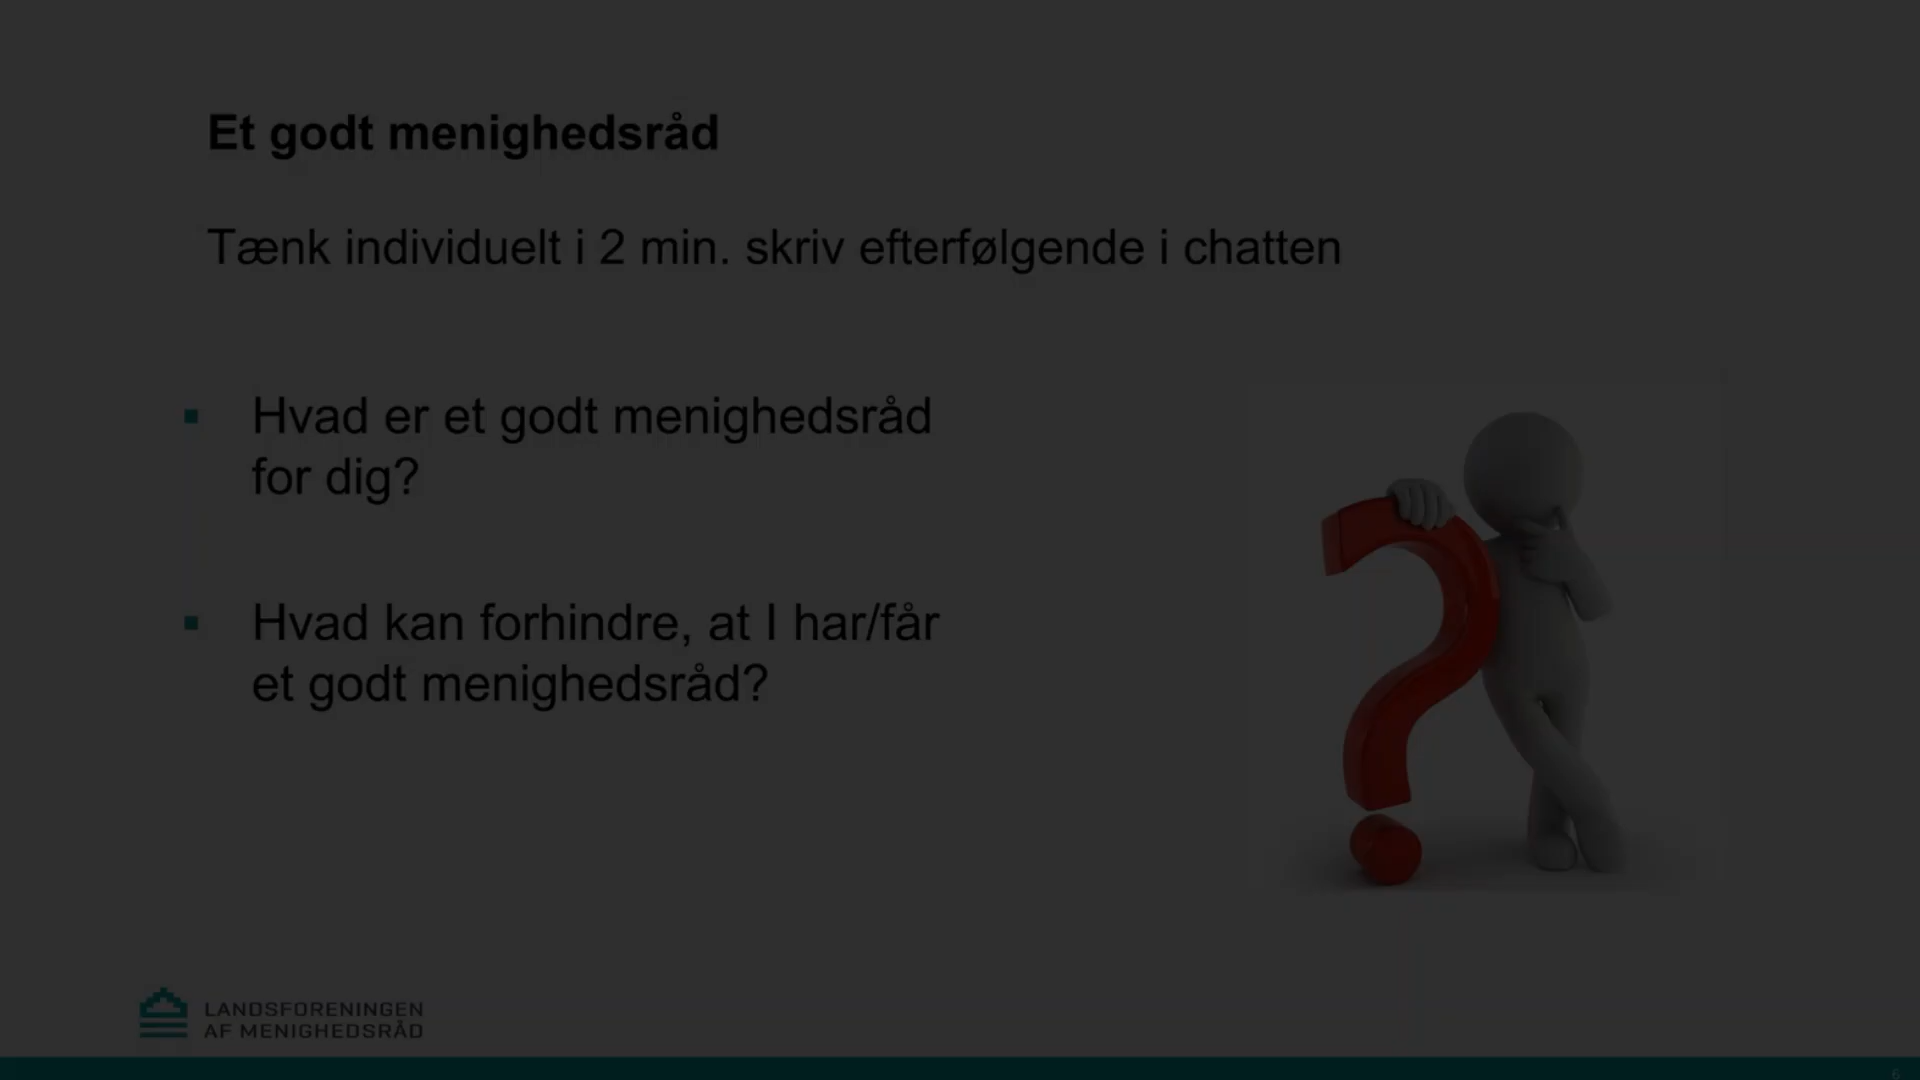 Et godt menighedsråd
Tænk individuelt i 2 min. skriv efterfølgende i chatten
▪ Hvad er et godt menighedsråd
for dig?
▪ Hvad kan forhindre, at I har/får
et godt menighedsråd?
LANDSFORENINGEN
AF MENIGHEDSRÅD
6